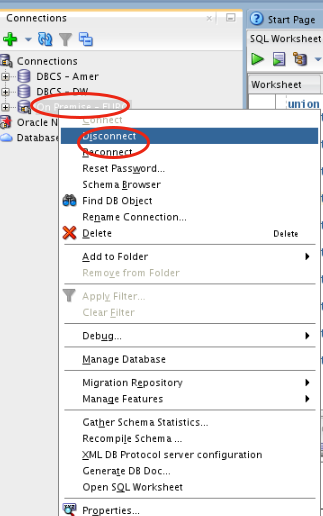 Connections
Start Page
SQL Worksheet
Worksheet
union
Connections
DBCS - Amer
DBCS - DW
On Premise - EURO
Oracle N
Database
Connect
Disconnect
Reconnect
Reset Password...
Schema Browser
Find DB Object
Rename Connection...
Delete Delete
Add to Folder
Remove from Folder
Apply Filter...
Clear Filter
Debug...
Manage Database
Migration Repository
Manage Features
Gather Schema Statistics...
Recompile Schema ...
XML DB Protocol server configuration
Generate DB Doc...
Open SQL Worksheet
Properties...